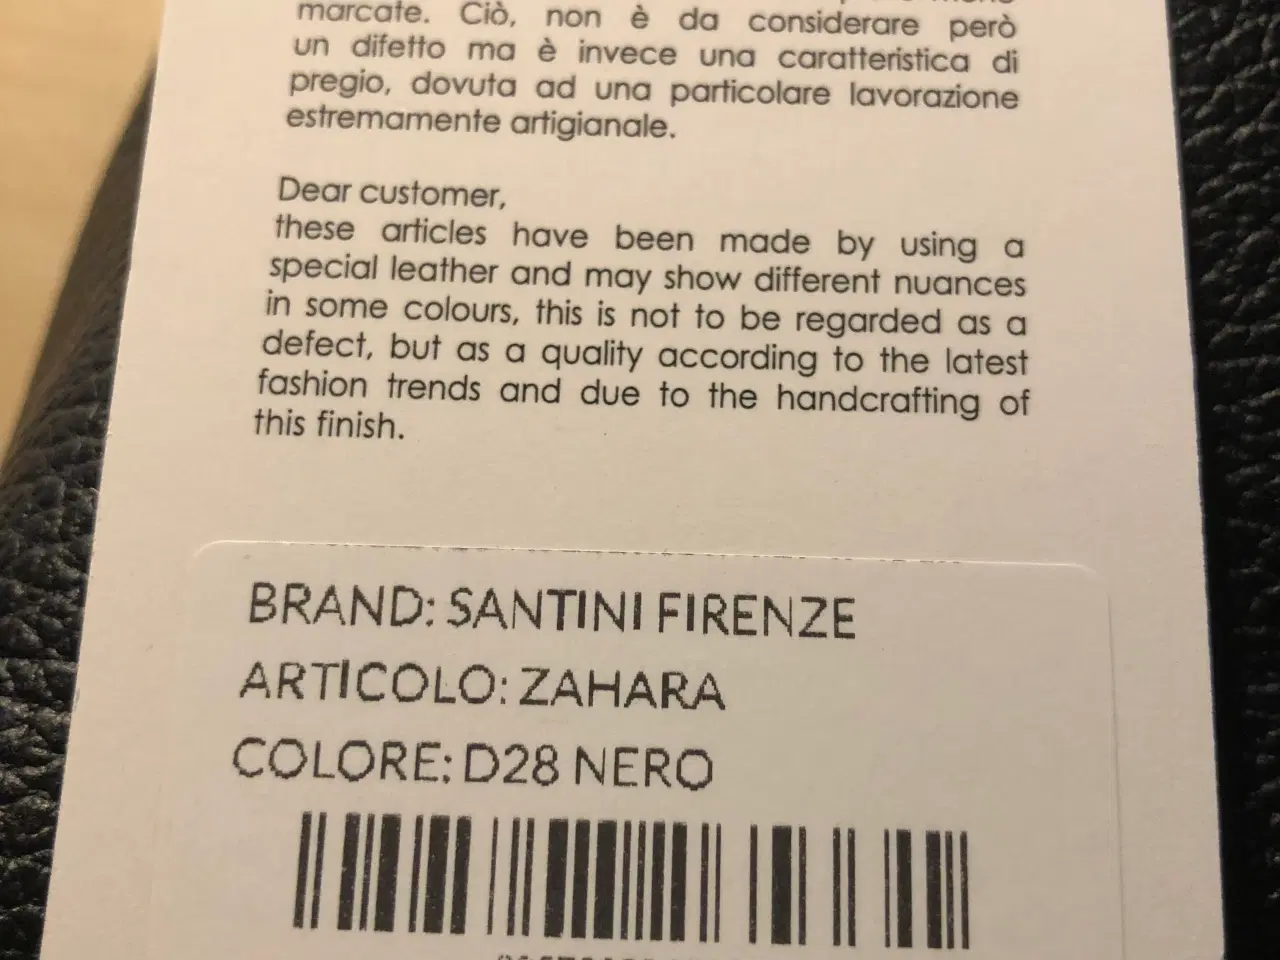 marcate. Ciò, non è da considerare però
un difetto ma è invece una caratteristica di
pregio, dovuta ad una particolare lavorazione
estremamente artigianale.
Dear customer,
these articles have been made by using a
special leather and may show different nuances
in some colours, this is not to be regarded as a
defect, but as a quality according to the latest
fashion trends and due to the handcrafting of
this finish.
BRAND: SANTINI FIRENZE
ARTICOLO: ZAHARA
COLORE: D28 NERO